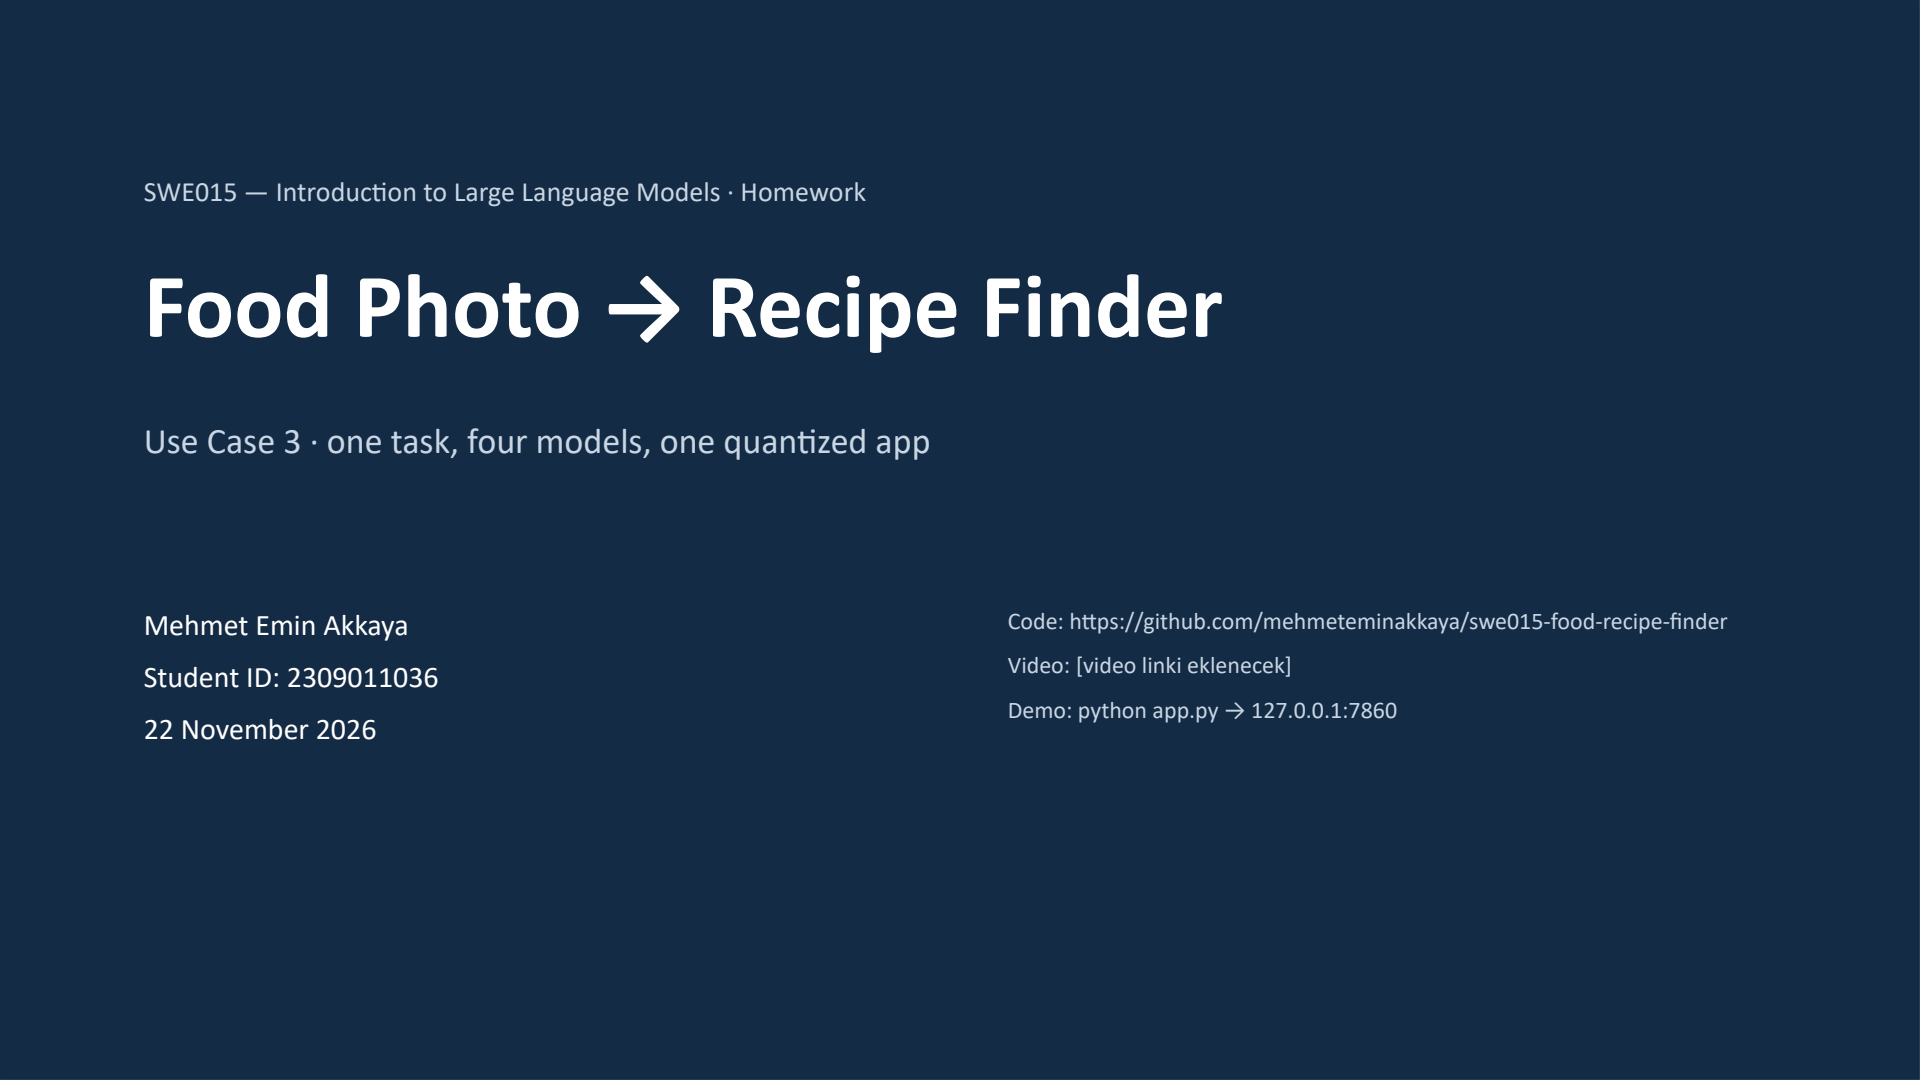 SWE015 — Introduction to Large Language Models · Homework
Food Photo → Recipe Finder
Use Case 3 · one task, four models, one quantized app
Mehmet Emin Akkaya
Student ID: 2309011036
22 November 2026
Code: https://github.com/mehmeteminakkaya/swe015-food-recipe-finder
Video: [video linki eklenecek]
Demo: python app.py → 127.0.0.1:7860